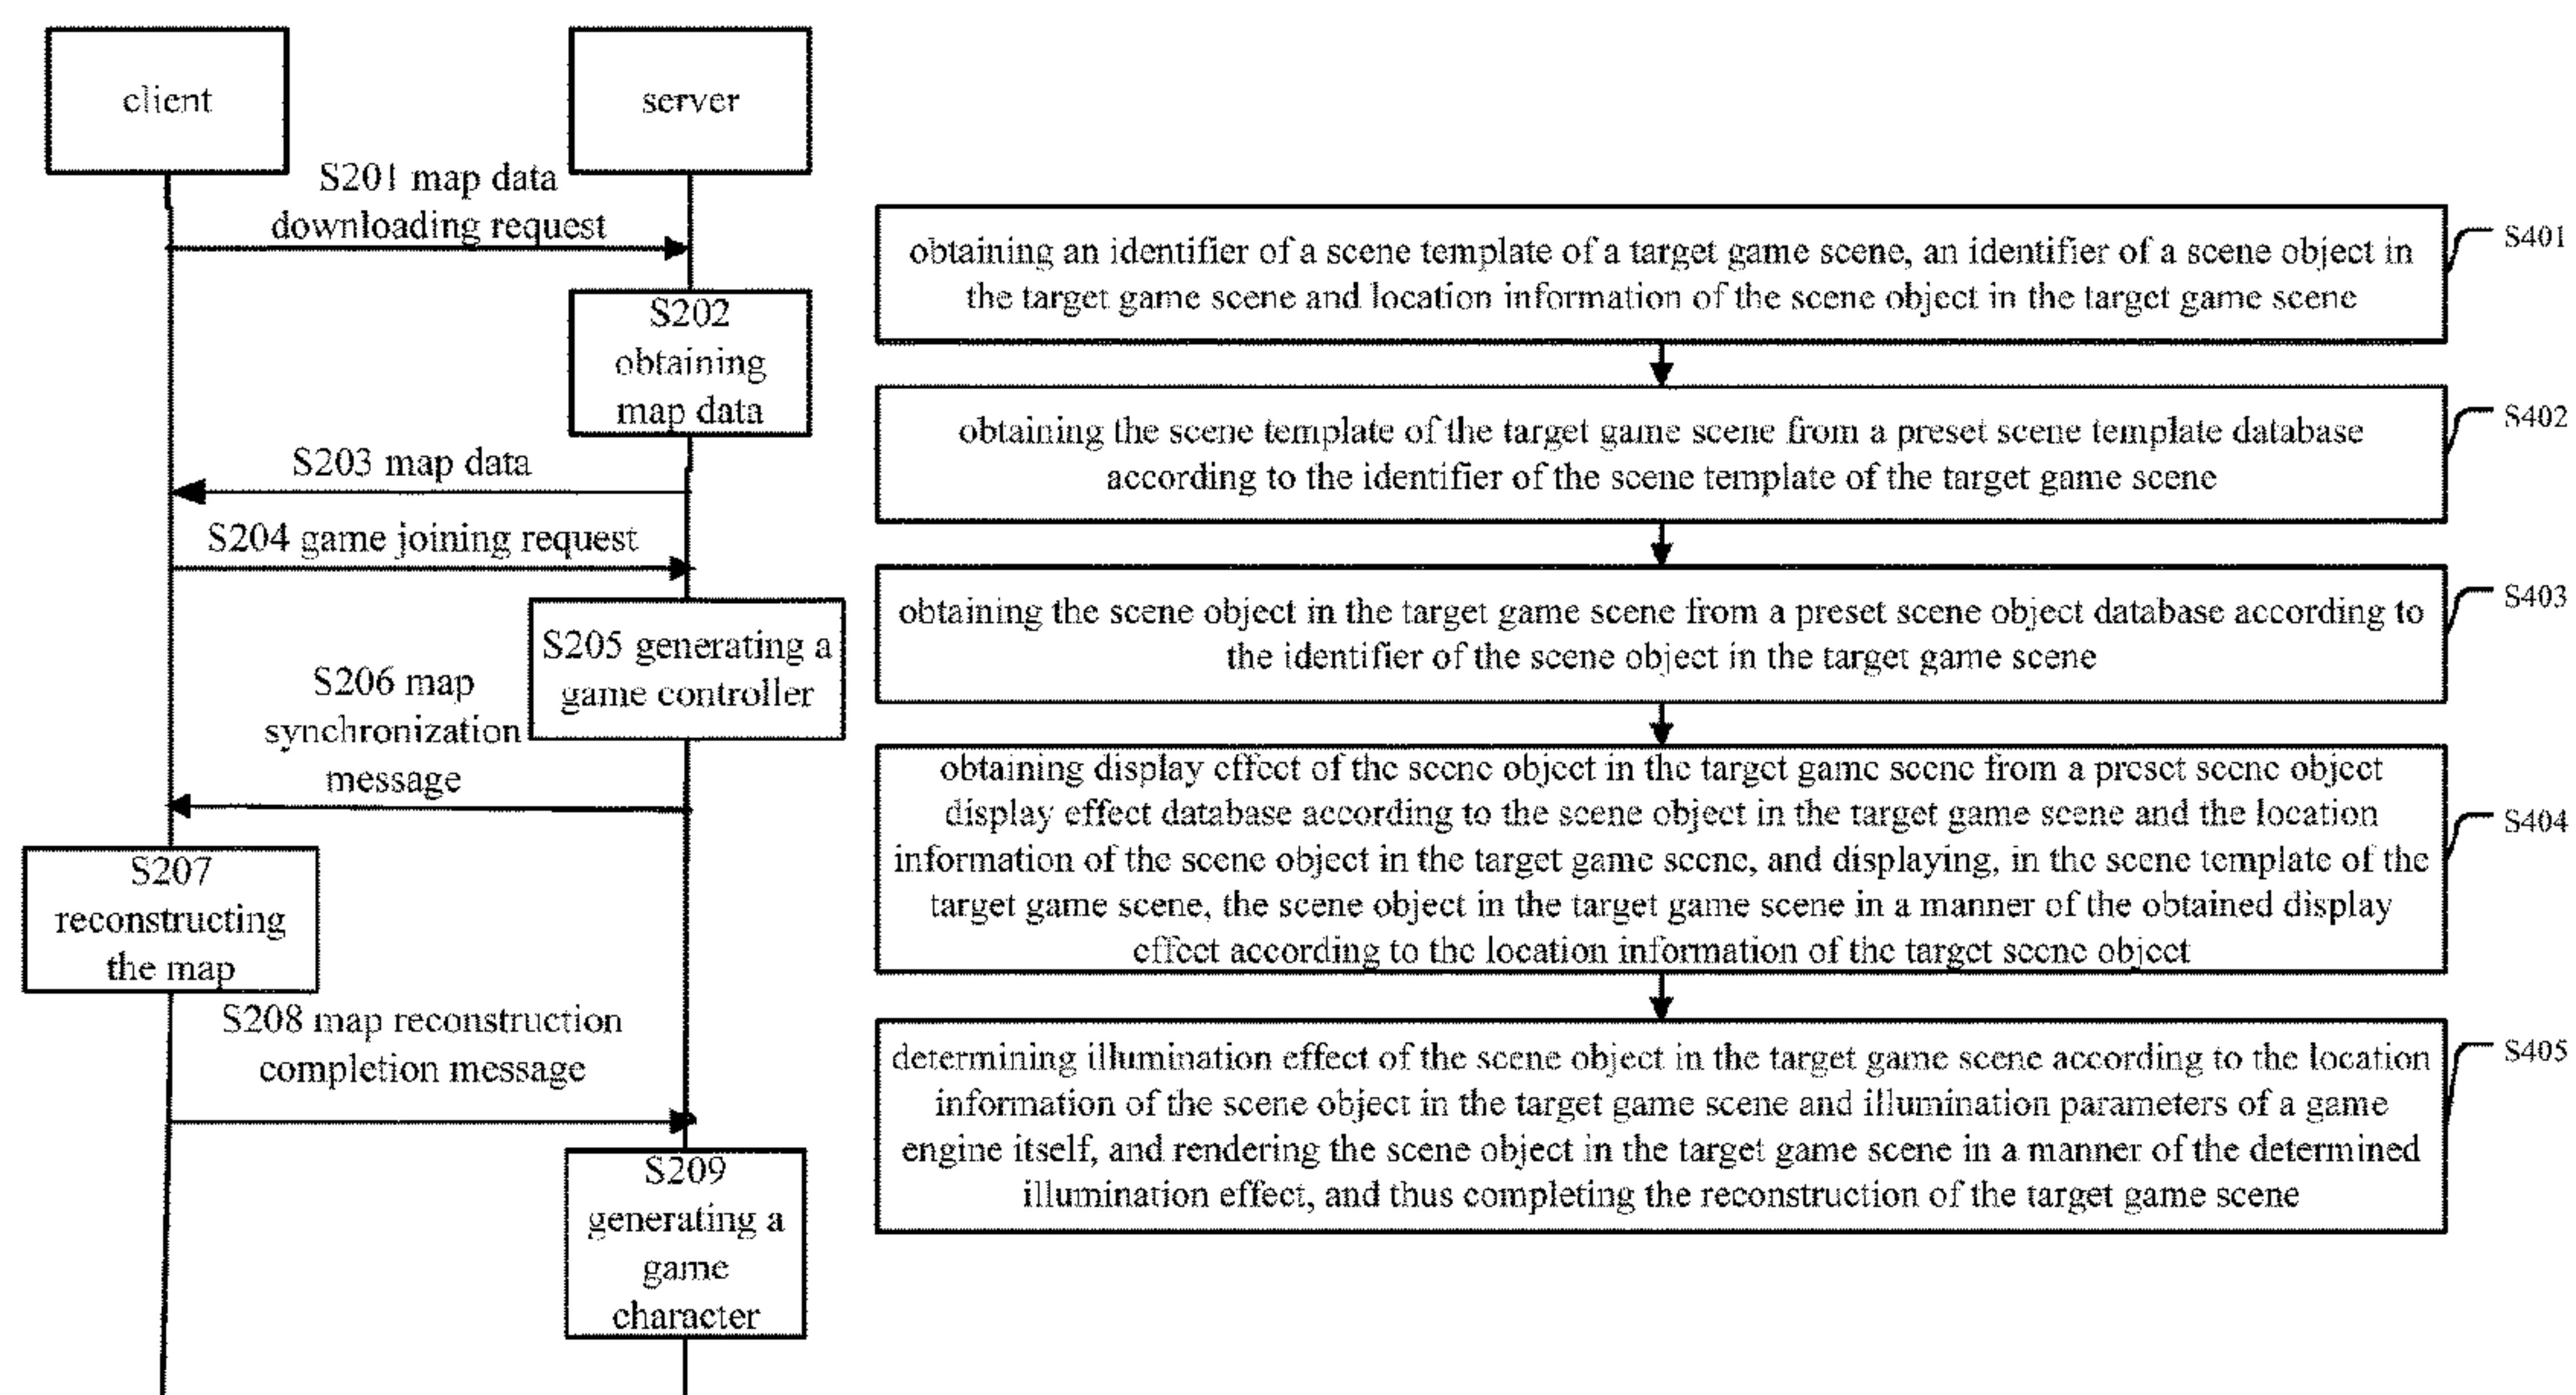 client
server
S201 map data
downloading request
S202
obtaining
map data
S203 map data
S204 game joining request
S205 generating a
game controller
S206 map
synchronization
message
S207
reconstructing
the map
S208 map reconstruction
completion message
S209
generating a
game
character
obtaining an identifier of a scene template of a target game scene, an identifier of a scene object in
the target game scene and location information of the scene object in the target game scene
S401
obtaining the scene template of the target game scene from a preset scene template database
according to the identifier of the scene template of the target game scene
S402
obtaining the scene object in the target game scene from a preset scene object database according to
the identifier of the scene object in the target game scene
S403
obtaining display effect of the scene object in the target game scene from a preset scene object
display effect database according to the scene object in the target game scene and the location
information of the scene object in the target game scene, and displaying, in the scene template of the
target game scene, the scene object in the target game scene in a manner of the obtained display
effect according to the location information of the target scene object
S404
determining illumination effect of the scene object in the target game scene according to the location
information of the scene object in the target game scene and illumination parameters of a game
engine itself, and rendering the scene object in the target game scene in a manner of the determined
illumination effect, and thus completing the reconstruction of the target game scene
S405